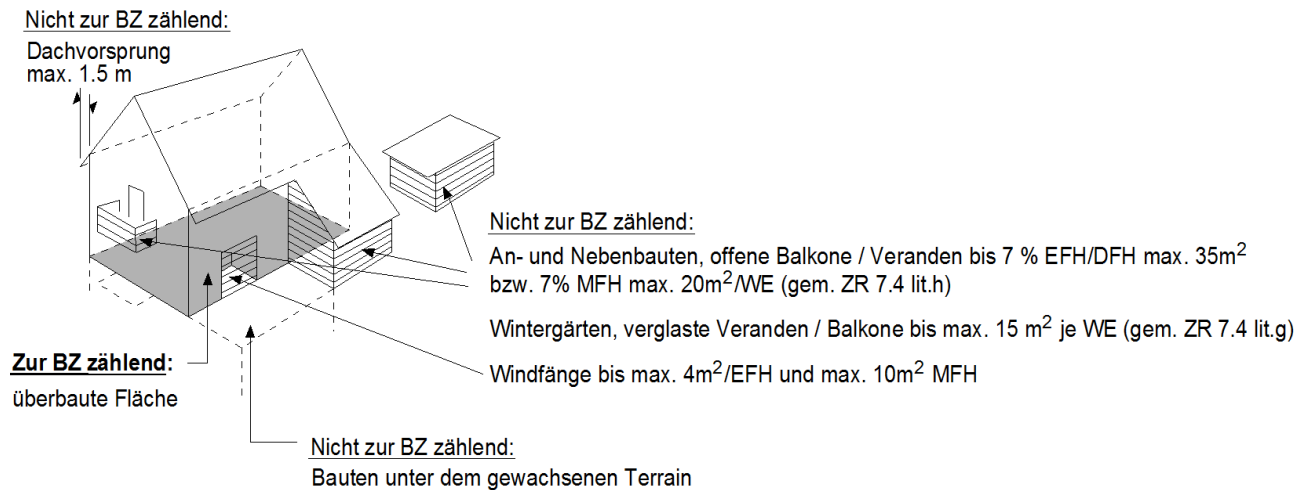 Nicht zur BZ zählend:
Dachvorsprung
max. 1.5 m
Nicht zur BZ zählend:
An- und Nebenbauten, offene Balkone / Veranden bis 7 % EFH/DFH max. 35m²
bzw. 7% MFH max. 20m²/WE (gem. ZR 7.4 lit.h)
Wintergärten, verglaste Veranden / Balkone bis max. 15 m² je WE (gem. ZR 7.4 lit.g)
Windfänge bis max. 4m²/EFH und max. 10m² MFH
Zur BZ zählend:
überbaute Fläche
Nicht zur BZ zählend:
Bauten unter dem gewachsenen Terrain